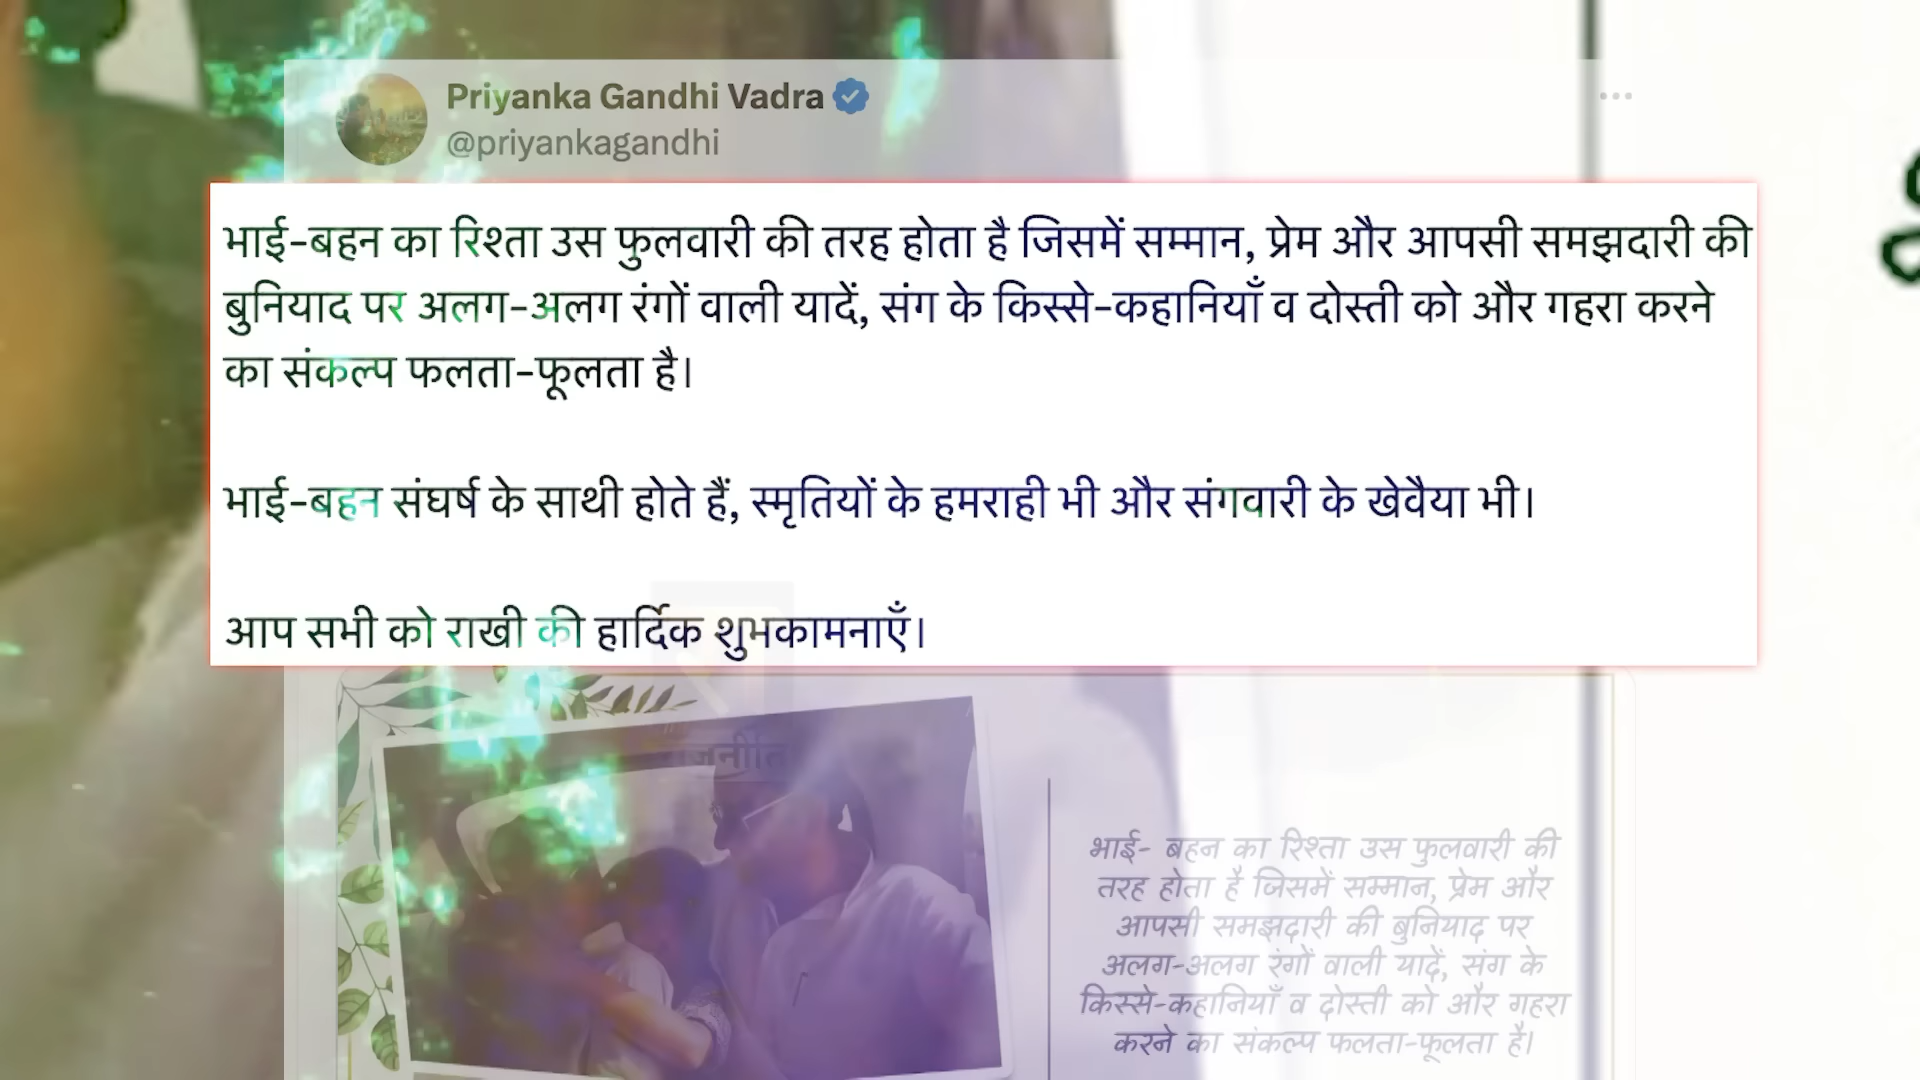 Priyanka Gandhi Vadra
@priyankagandhi
भाई-बहन का रिश्ता उस फुलवारी की तरह होता है जिसमें सम्मान, प्रेम और आपसी समझदारी की
बुनियाद पर अलग-अलग रंगों वाली यादें, संग के किस्से-कहानियाँ व दोस्ती को और गहरा करने
का संकल्प फलता-फूलता है।
भाई-बहन संघर्ष के साथी होते हैं, स्मृतियों के हमराही भी और संगवारी के खेवैया भी।
आप सभी को राखी की हार्दिक शुभकामनाएँ।
राजनीति
भाई- बहन का रिश्ता उस फुलवारी की
तरह होता है जिसमें सम्मान, प्रेम और
आपसी समझदारी की बुनियाद पर
अलग-अलग रंगों वाली यादें, संग के
किस्से-कहानियाँ व दोस्ती को और गहरा
करने का संकल्प फलता-फूलता है।